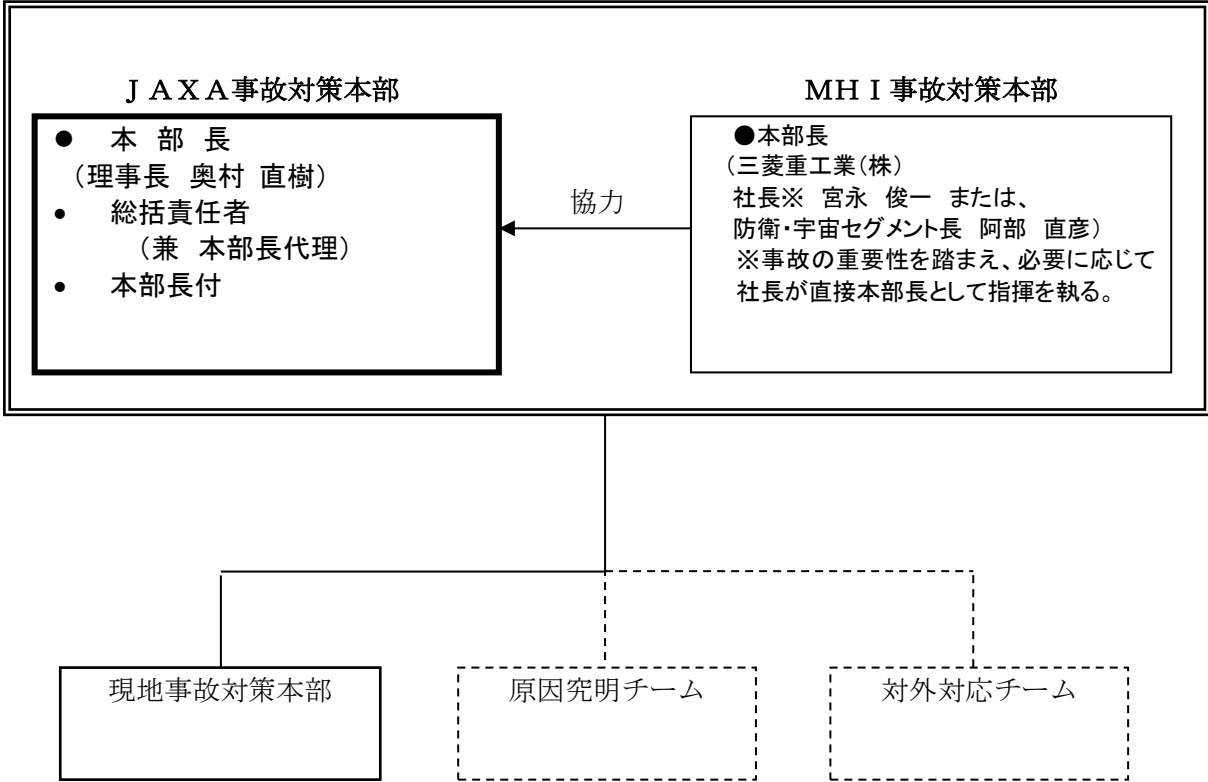 ＪＡＸＡ事故対策本部
● 本 部 長
（理事長 奥村 直樹）
• 総括責任者
（兼 本部長代理）
• 本部長付
協力
ＭＨＩ事故対策本部
●本部長
（三菱重工業（株）
社長※ 宮永 俊一 または、
防衛・宇宙セグメント長 阿部 直彦）
※事故の重要性を踏まえ、必要に応じて
社長が直接本部長として指揮を執る。
現地事故対策本部
原因究明チーム
対外対応チーム